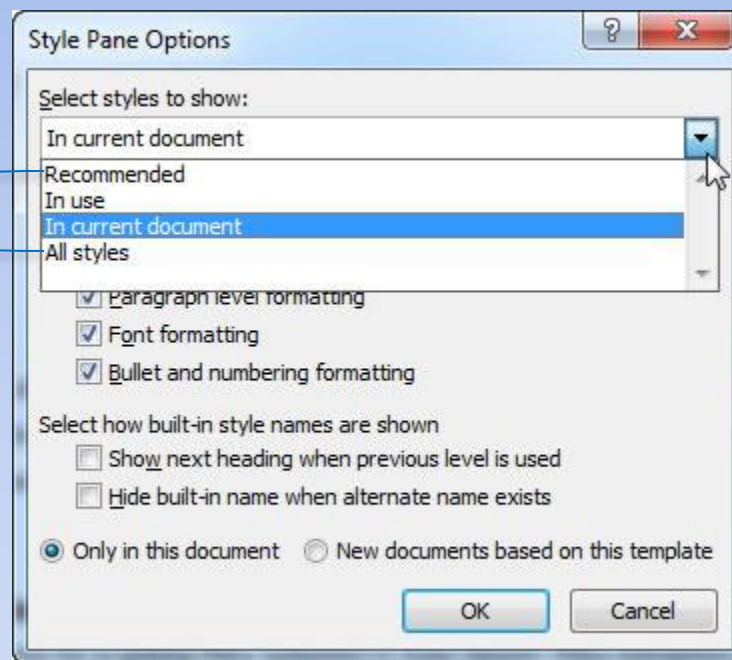 Style Pane Options
Select styles to show:
In current document
Recommended
In use
In current document
All styles
Paragraph level formatting
Font formatting
Bullet and numbering formatting
Select how built-in style names are shown
Show next heading when previous level is used
Hide built-in name when alternate name exists
Only in this document New documents based on this template
OK Cancel